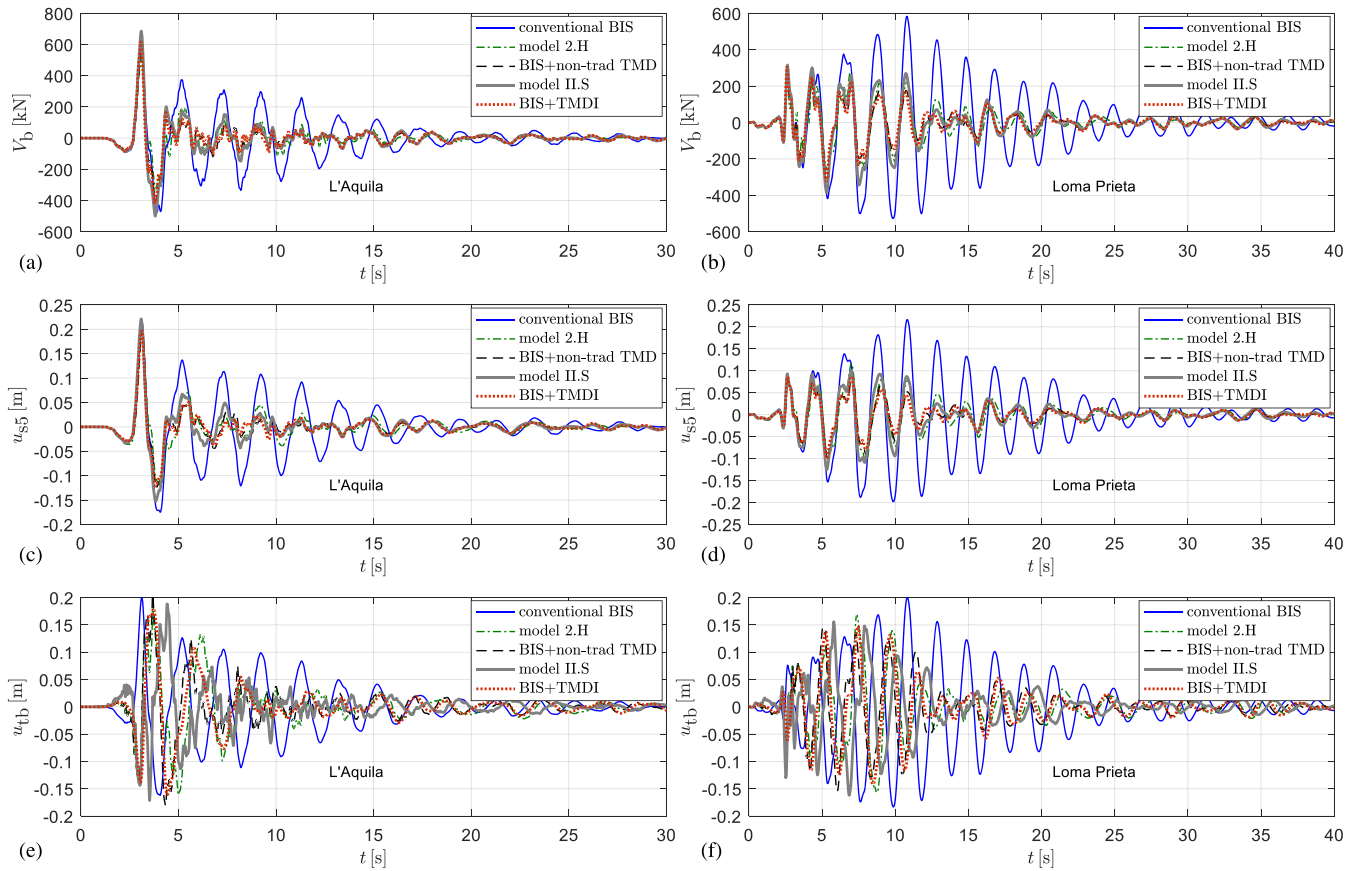 800
600
400
200
0
-200
-400
-600
V_b [kN]
conventional BIS
model 2.H
BIS+non-trad TMD
model II.S
BIS+TMDI
L'Aquila
0 5 10 15 20 25 30
(a)
t [s]
600
400
200
0
-200
-400
-600
V_b [kN]
conventional BIS
model 2.H
BIS+non-trad TMD
model II.S
BIS+TMDI
Loma Prieta
0 5 10 15 20 25 30 35 40
(b)
t [s]
0.25
0.2
0.15
0.1
0.05
0
-0.05
-0.1
-0.15
-0.2
u_s5 [m]
conventional BIS
model 2.H
BIS+non-trad TMD
model II.S
BIS+TMDI
L'Aquila
0 5 10 15 20 25 30
(c)
t [s]
0.25
0.2
0.15
0.1
0.05
0
-0.05
-0.1
-0.15
-0.2
-0.25
u_s5 [m]
conventional BIS
model 2.H
BIS+non-trad TMD
model II.S
BIS+TMDI
Loma Prieta
0 5 10 15 20 25 30 35 40
(d)
t [s]
0.2
0.15
0.1
0.05
0
-0.05
-0.1
-0.15
-0.2
u_tb [m]
conventional BIS
model 2.H
BIS+non-trad TMD
model II.S
BIS+TMDI
L'Aquila
0 5 10 15 20 25 30
(e)
t [s]
0.2
0.15
0.1
0.05
0
-0.05
-0.1
-0.15
-0.2
u_tb [m]
conventional BIS
model 2.H
BIS+non-trad TMD
model II.S
BIS+TMDI
Loma Prieta
0 5 10 15 20 25 30 35 40
(f)
t [s]